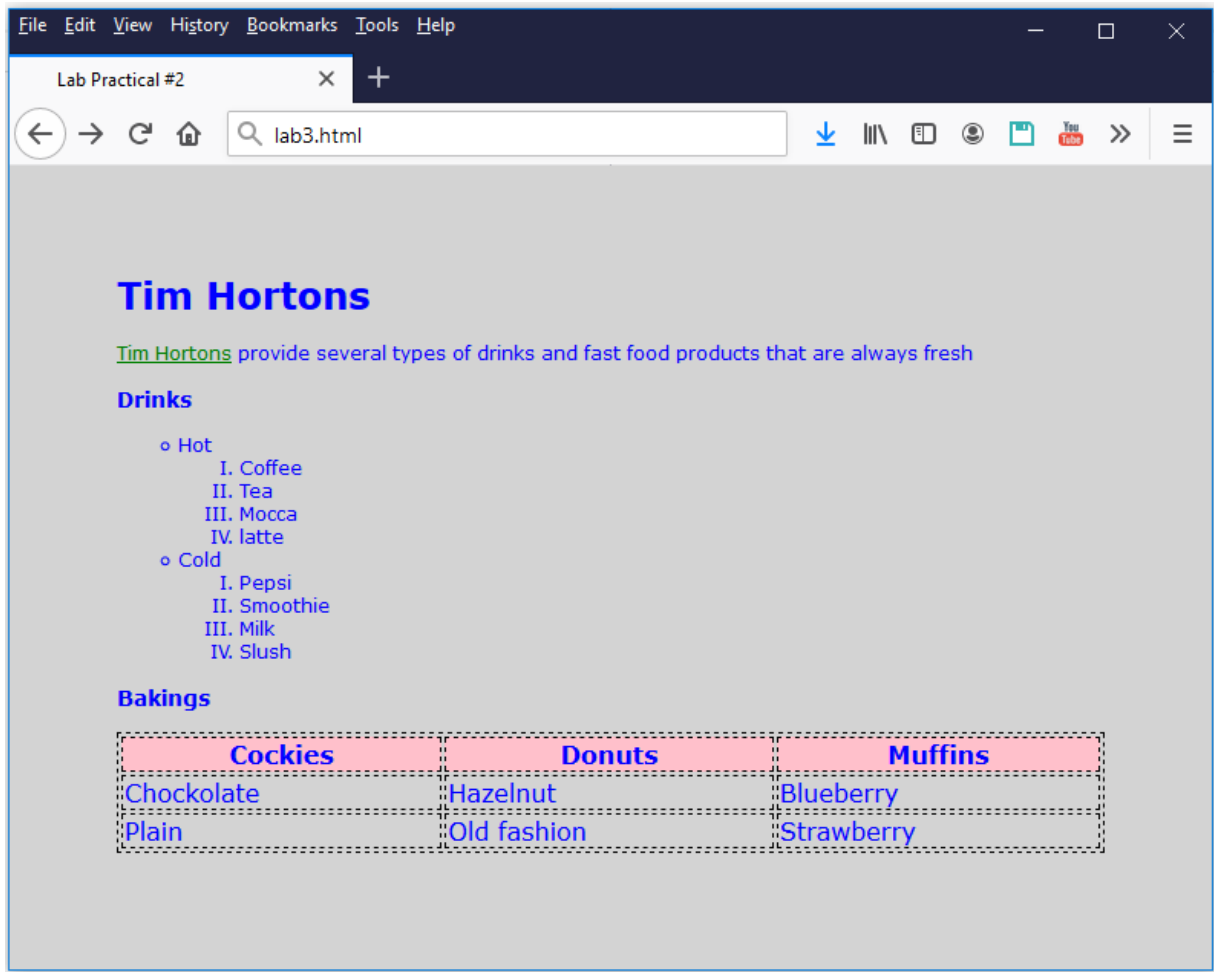 File Edit View History Bookmarks Tools Help
Lab Practical #2
lab3.html
You
Tube
Tim Hortons
Tim Hortons provide several types of drinks and fast food products that are always fresh
Drinks
Hot
I. Coffee
II. Tea
III. Mocca
IV. latte
Cold
I. Pepsi
II. Smoothie
III. Milk
IV. Slush
Bakings
Cockies Donuts Muffins
Chockolate Hazelnut Blueberry
Plain Old fashion Strawberry